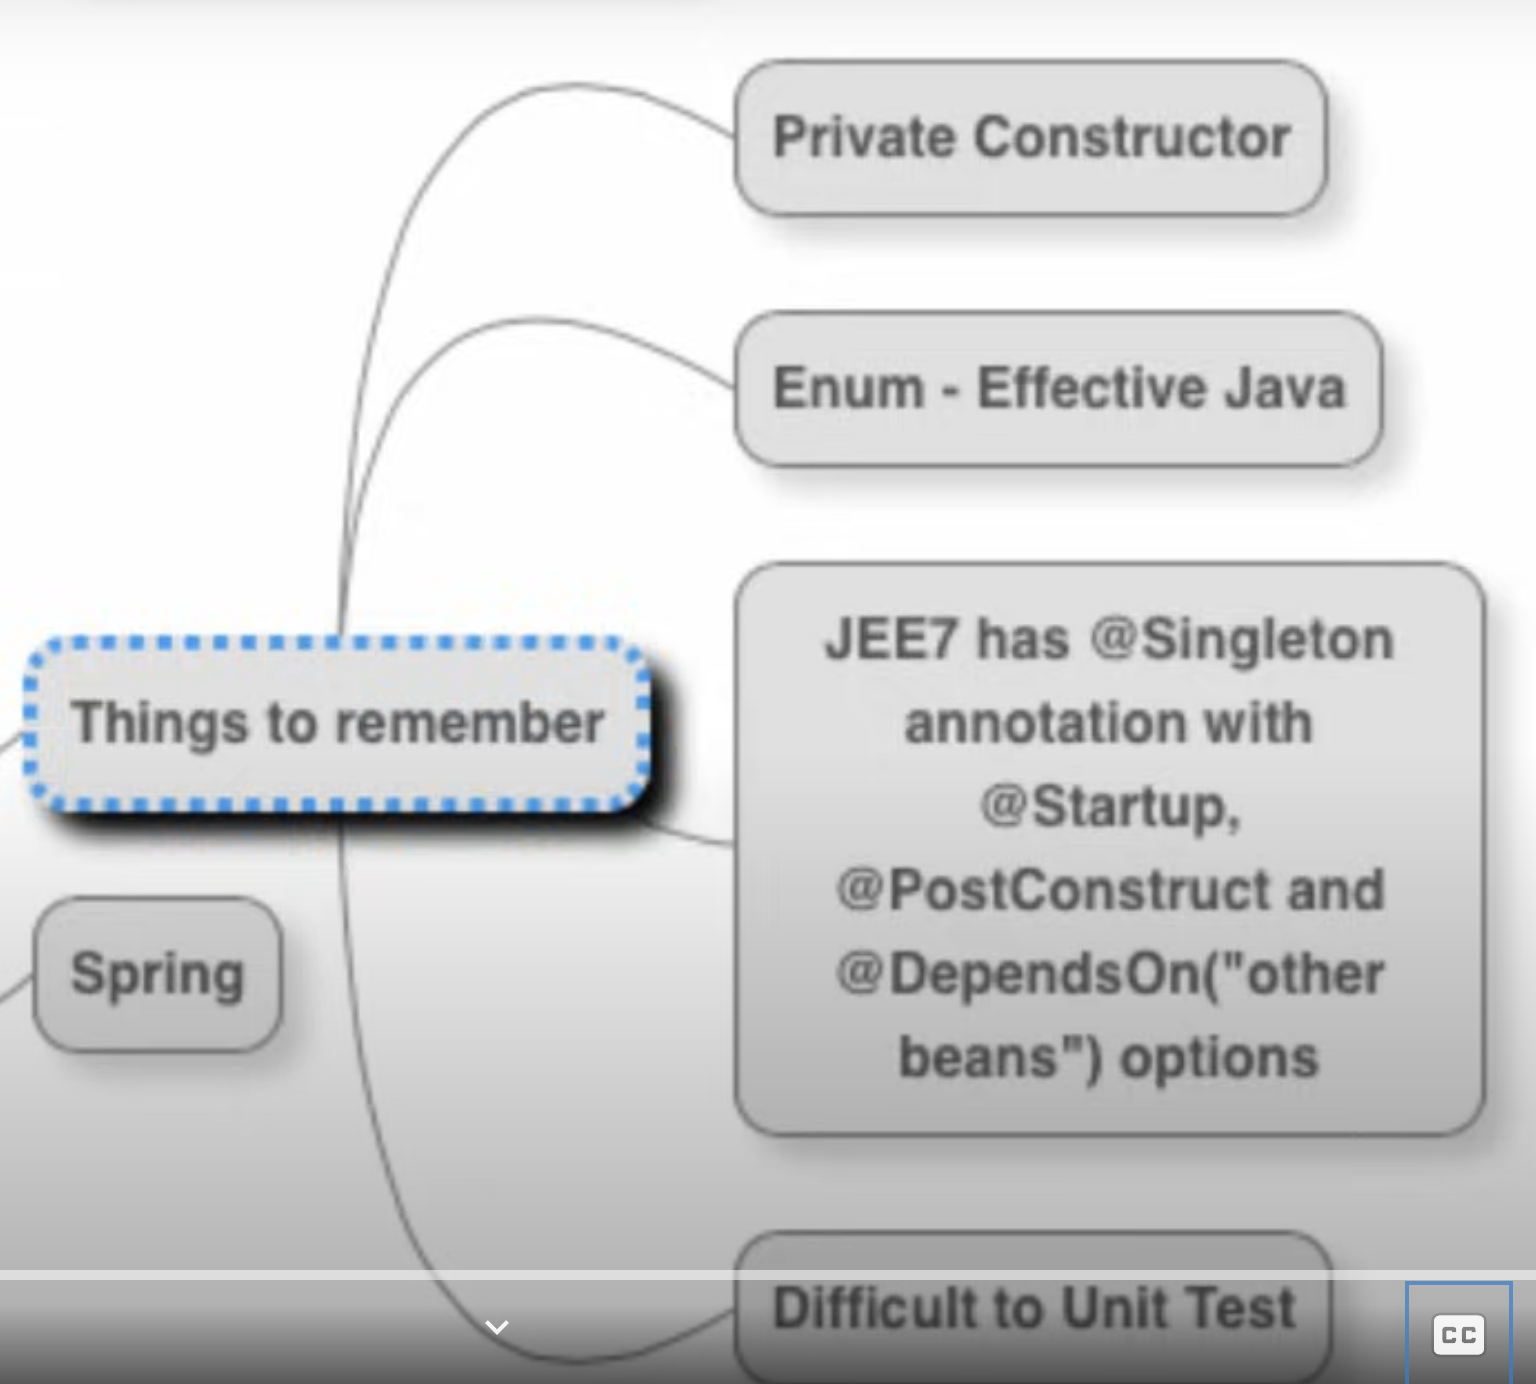 Private Constructor
Enum - Effective Java
JEE7 has @Singleton
annotation with
@Startup,
@PostConstruct and
@DependsOn("other
beans") options
Things to remember
Spring
Difficult to Unit Test
CC